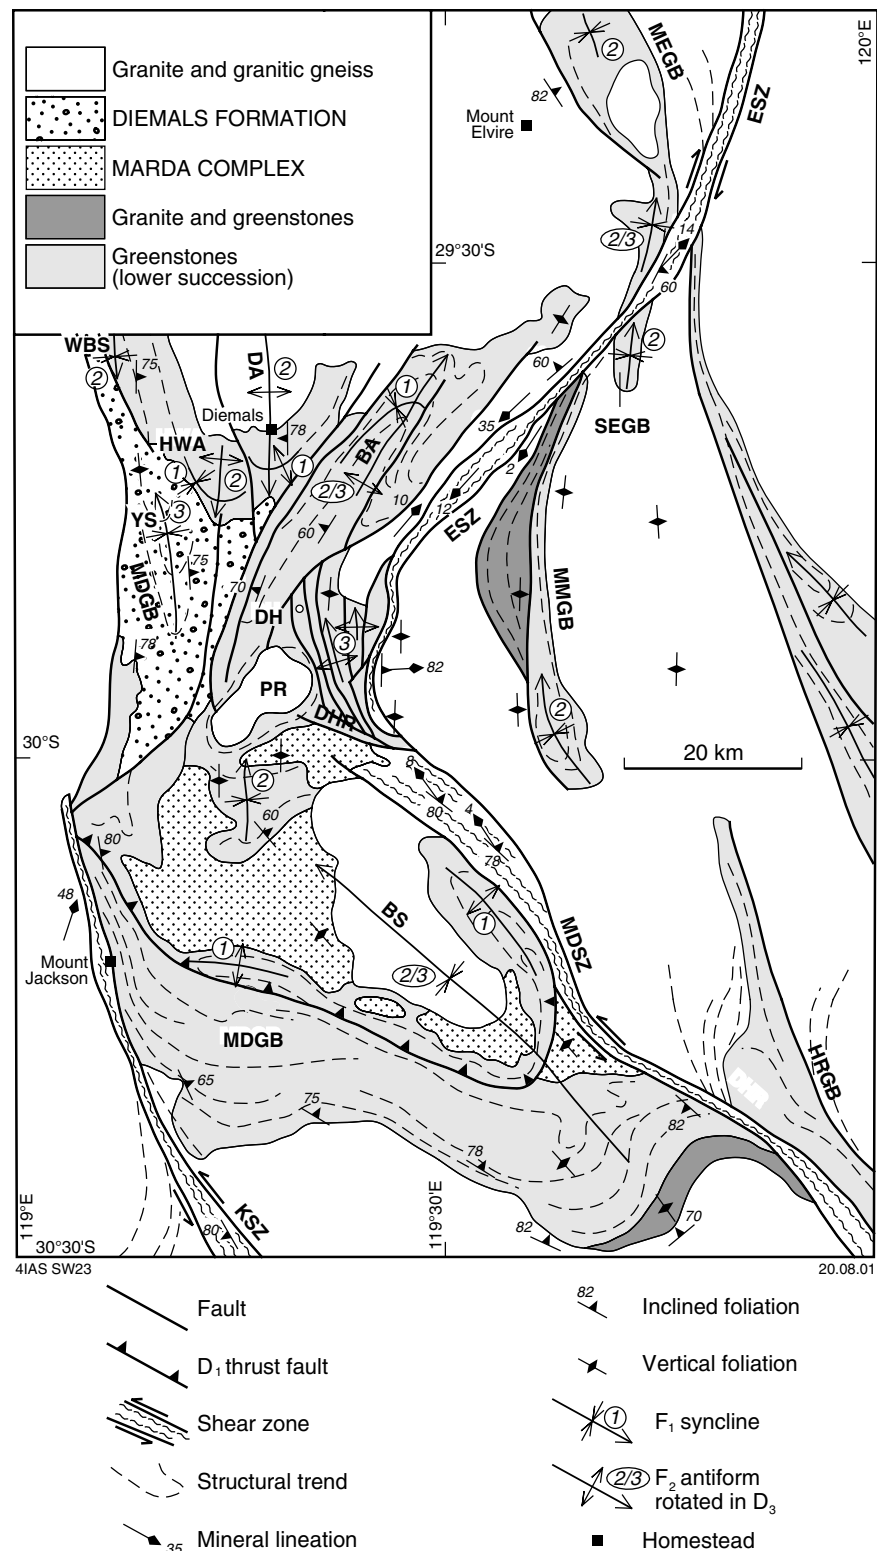 Granite and granitic gneiss
DIEMALS FORMATION
MARDA COMPLEX
Granite and greenstones
Greenstones
(lower succession)
2
MEGB
120°E
82
Mount
Elvire
ESZ
2/3
14
29°30'S
60
WBS
75
2
DA
2
1
60
2
Diemals
78
35
SEGB
HWA
1
2
1
BA
2/3
2
10
12
ESZ
YS
3
60
75
MDGB
70
MMGB
DH
78
3
82
PR
DHR
2
30°S
20 km
8
2
80
4
60
80
78
48
BS
1
MDSZ
Mount
Jackson
1
2/3
MDGB
HRGB
DHR
65
75
82
78
119°E
KSZ
80
119°30'E
82
70
30°30'S
4IAS SW23
20.08.01
82
Fault
Inclined foliation
D1 thrust fault
Vertical foliation
Shear zone
1
F1 syncline
Structural trend
2/3
F2 antiform
rotated in D3
35
Mineral lineation
Homestead